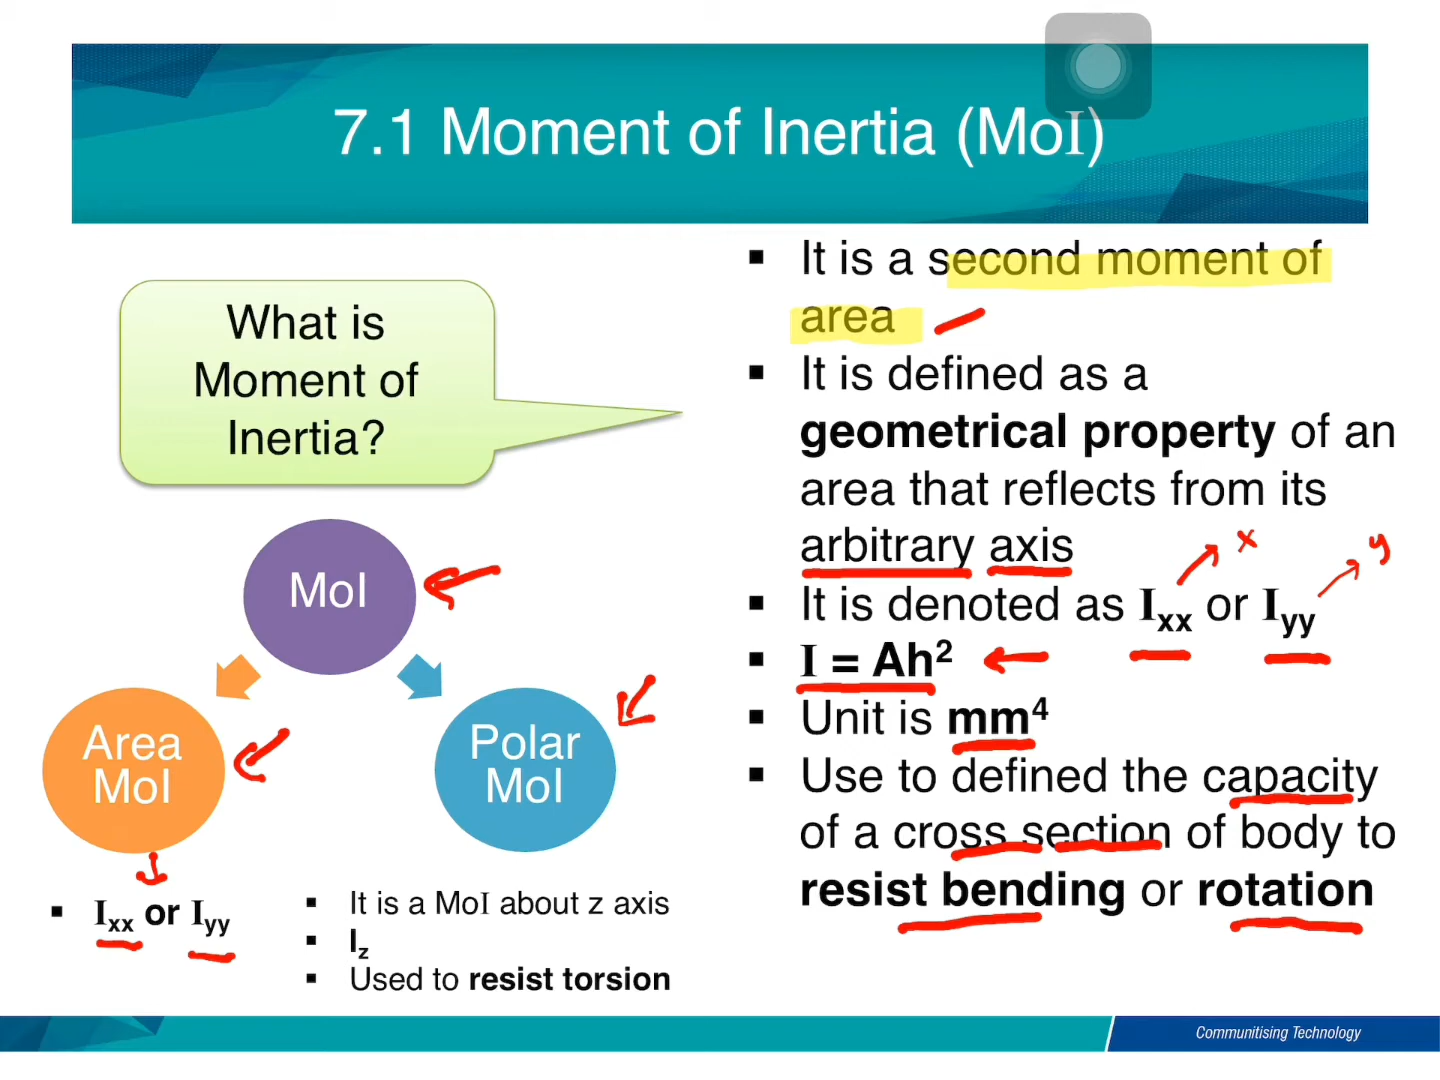 7.1 Moment of Inertia (MoI)
What is
Moment of
Inertia?
MoI
Area
MoI
Polar
MoI
▪ Ixx or Iyy
▪ It is a MoI about z axis
▪ Iz
▪ Used to resist torsion
▪ It is a second moment of
area
▪ It is defined as a
geometrical property of an
area that reflects from its
arbitrary axis
x
y
▪ It is denoted as Ixx or Iyy
▪ I = Ah²
▪ Unit is mm⁴
▪ Use to defined the capacity
of a cross section of body to
resist bending or rotation
Communitising Technology